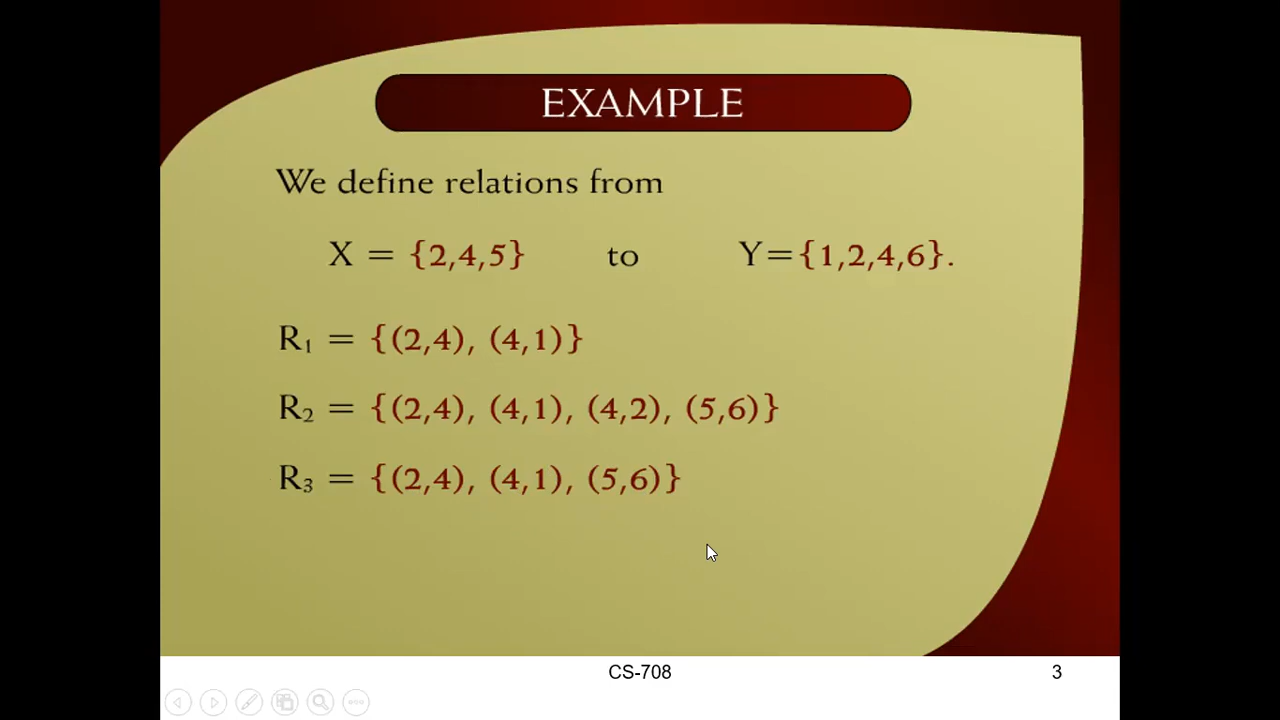 EXAMPLE
We define relations from
X = {2,4,5} to Y={1,2,4,6}.
R₁ = {(2,4), (4,1)}
R₂ = {(2,4), (4,1), (4,2), (5,6)}
R₃ = {(2,4), (4,1), (5,6)}
CS-708 3